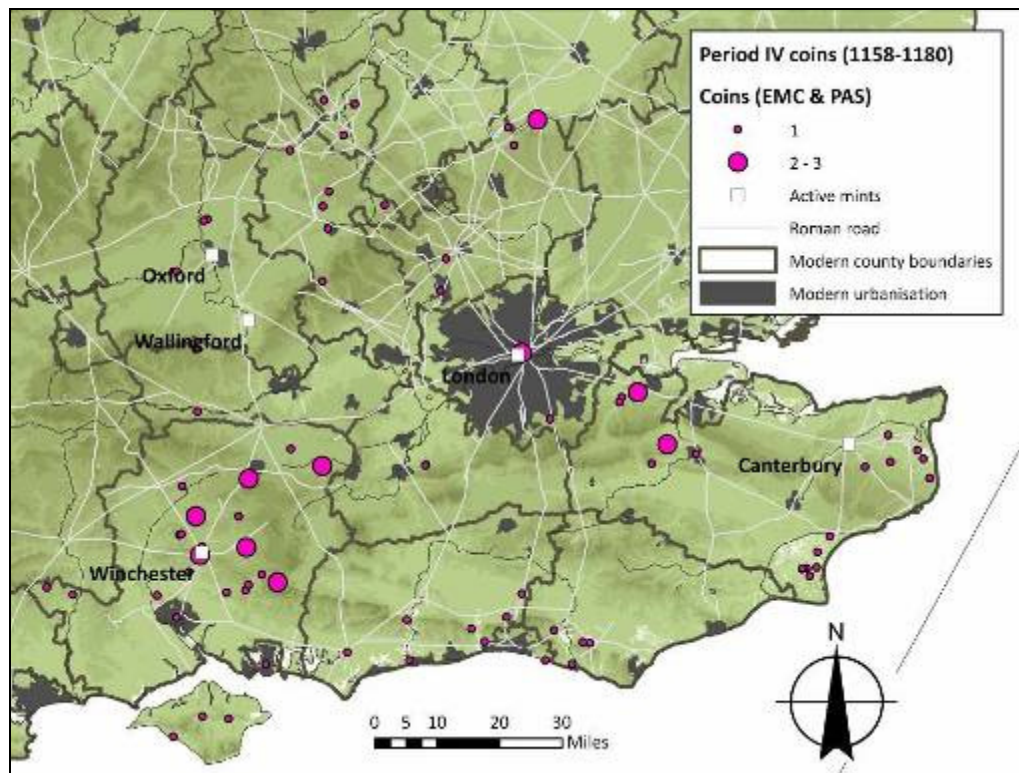 Period IV coins (1158-1180)
Coins (EMC & PAS)
1
2 - 3
Active mints
Roman road
Modern county boundaries
Modern urbanisation
Oxford
Wallingford
London
Canterbury
Winchester
N
0 5 10 20 30
Miles